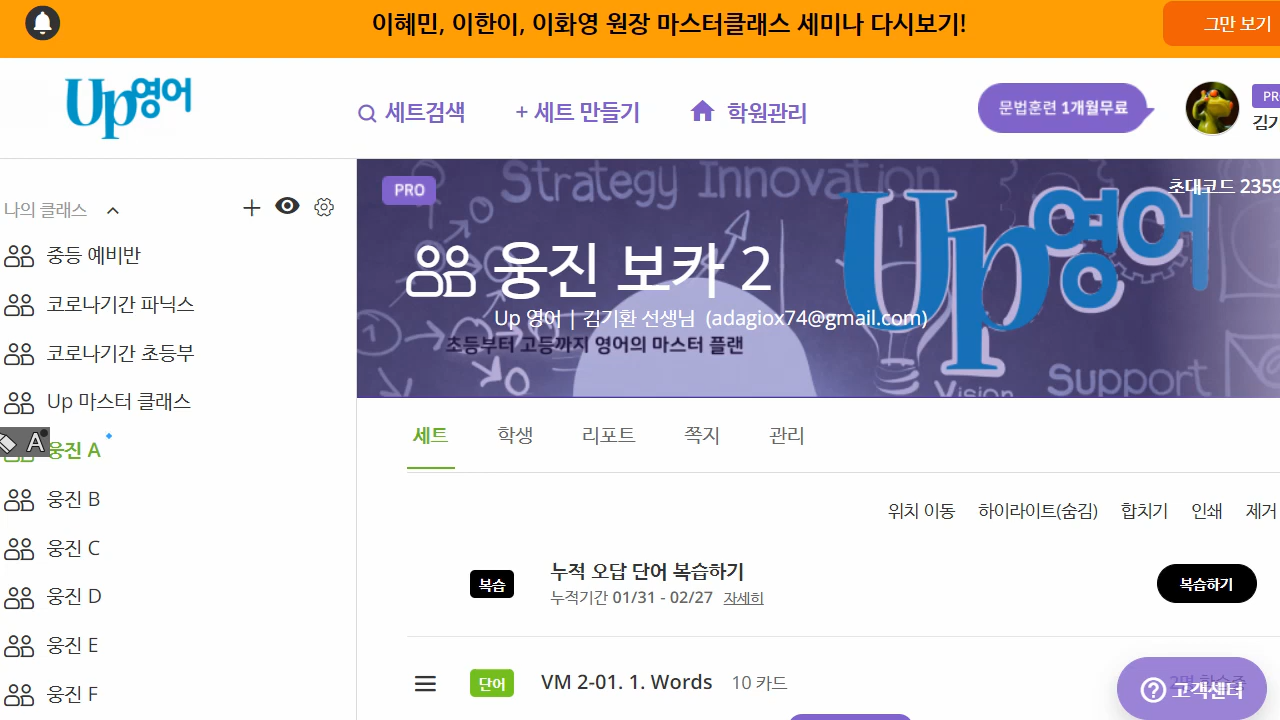 이혜민, 이한이, 이화영 원장 마스터클래스 세미나 다시보기!
그만 보기
Up영어
세트검색
+ 세트 만들기
학원관리
문법훈련 1개월무료
PR
김기
나의 클래스
중등 예비반
코로나기간 파닉스
코로나기간 초등부
Up 마스터 클래스
A
웅진 A
웅진 B
웅진 C
웅진 D
웅진 E
웅진 F
PRO
Strategy Innovation
초대코드 2359
웅진 보카 2
Up영어
Up 영어 | 김기환 선생님 (adagiox74@gmail.com)
초등부터 고등까지 영어의 마스터 플랜
1
Vision
Support
세트
학생
리포트
쪽지
관리
위치 이동
하이라이트(숨김)
합치기
인쇄
제거
복습
누적 오답 단어 복습하기
누적기간 01/31 - 02/27 자세히
복습하기
단어
VM 2-01. 1. Words 10 카드
? 고객센터